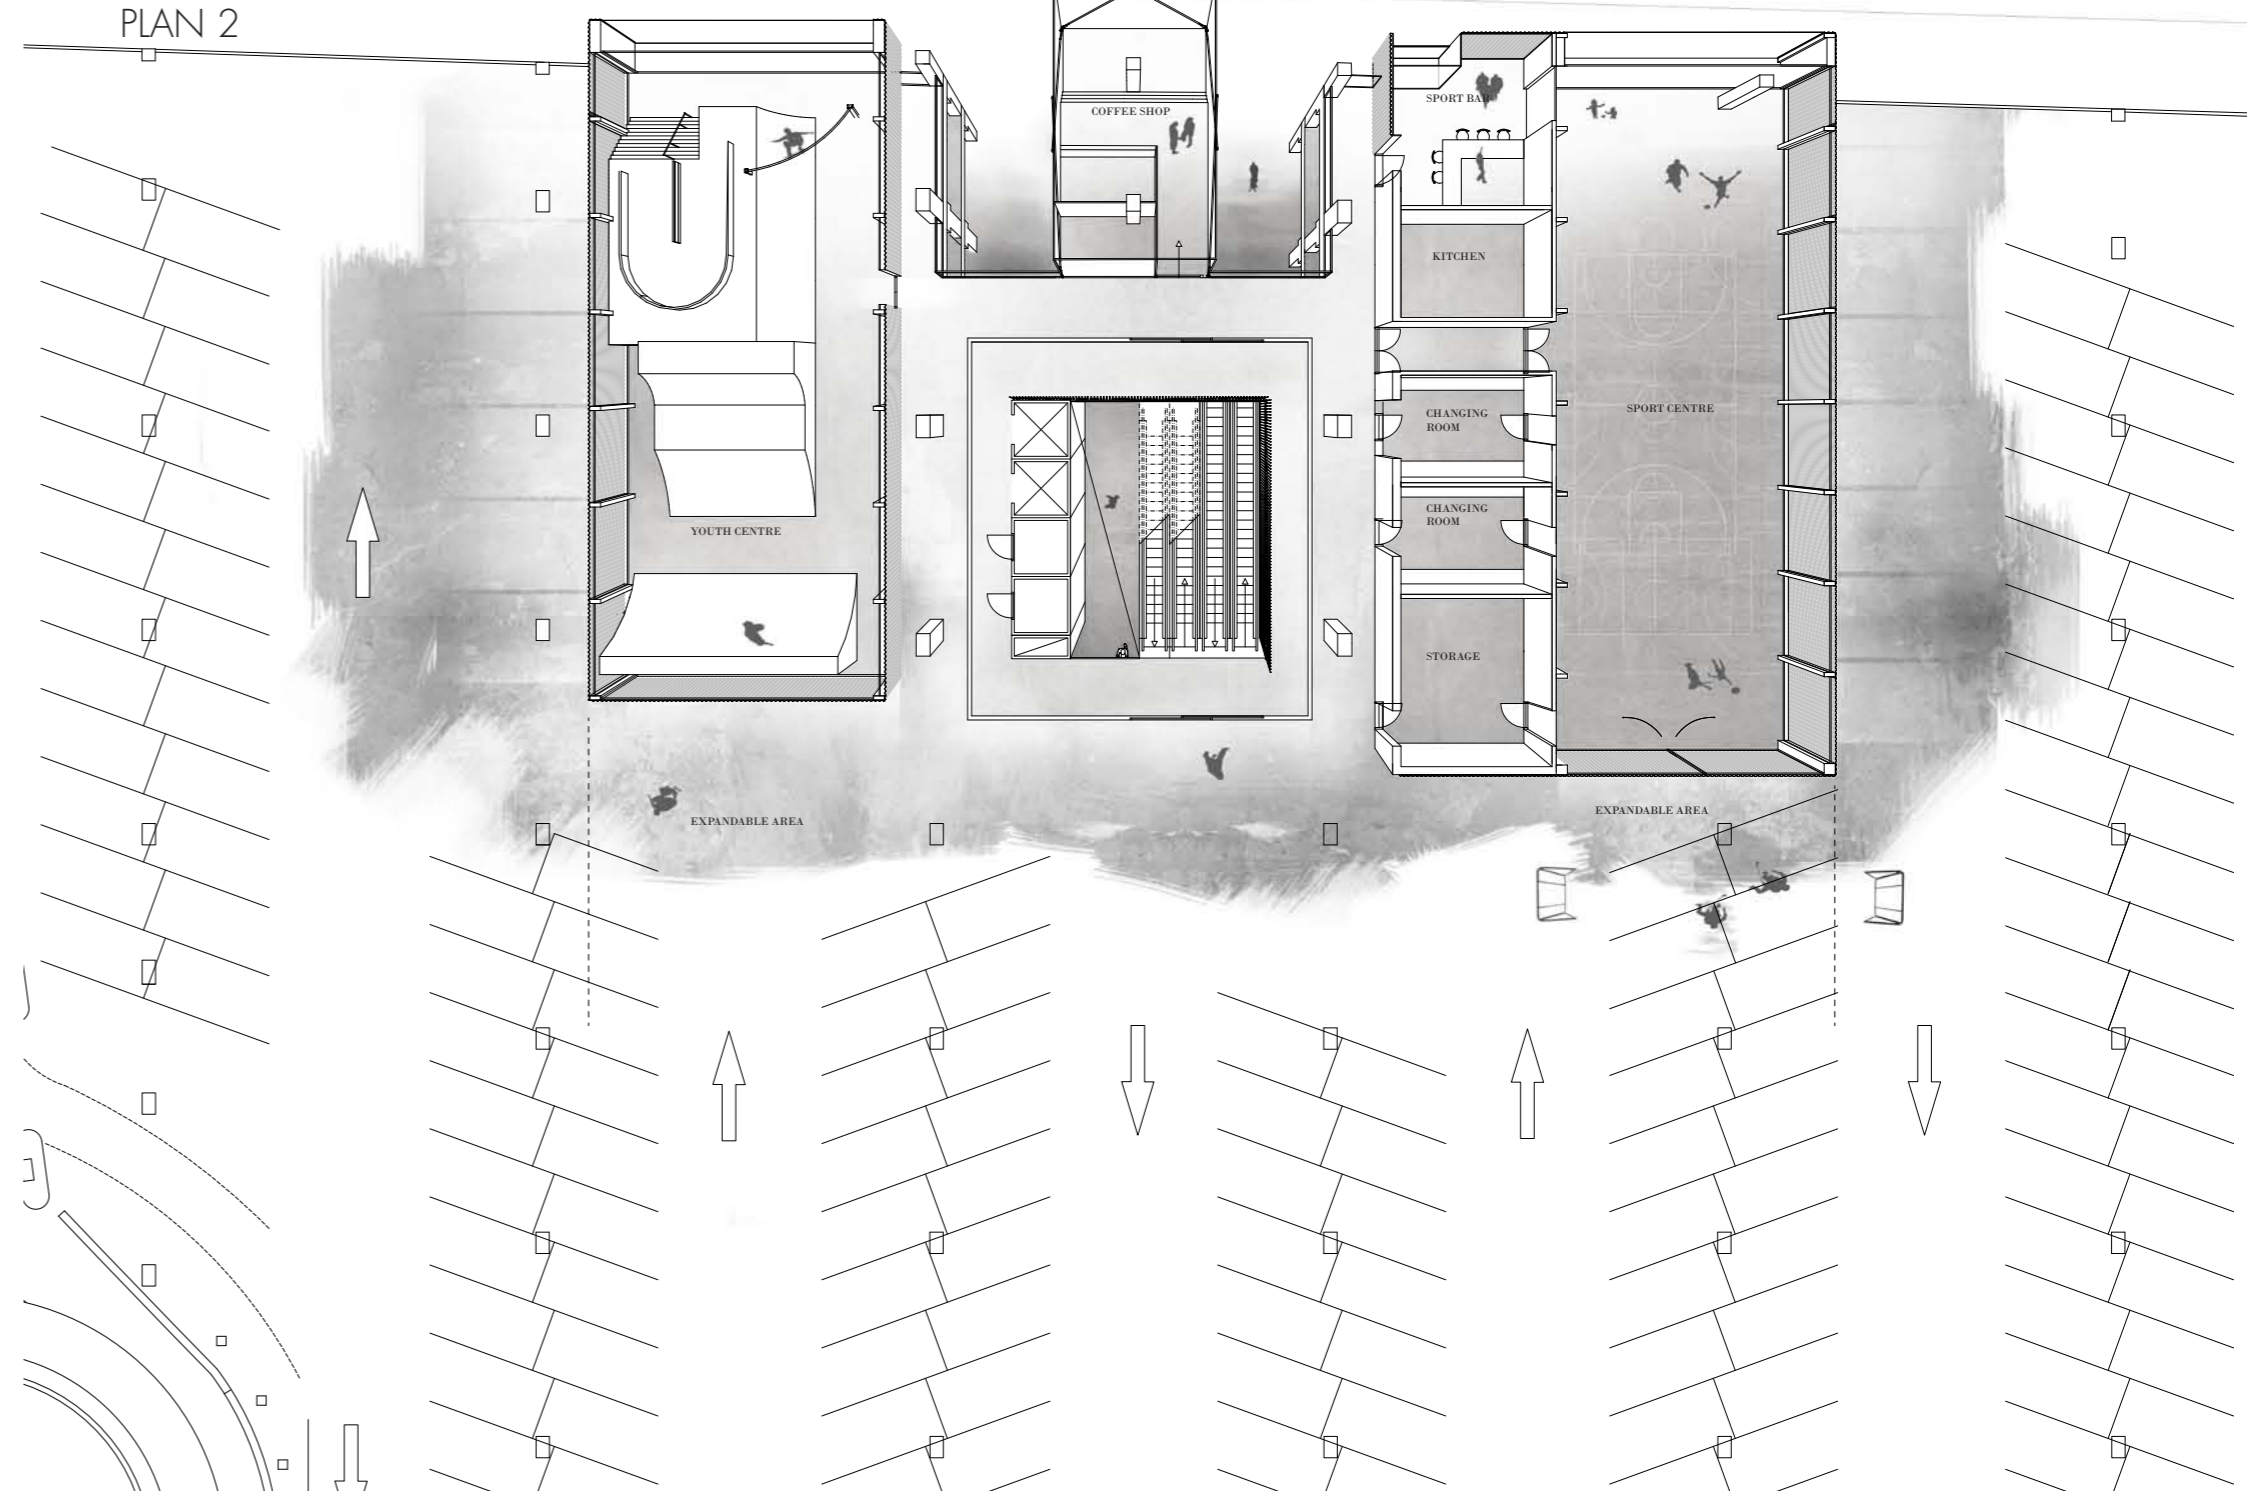 PLAN 2
COFFEE SHOP
SPORT BAR
KITCHEN
CHANGING
ROOM
SPORT CENTRE
CHANGING
ROOM
YOUTH CENTRE
STORAGE
EXPANDABLE AREA
EXPANDABLE AREA